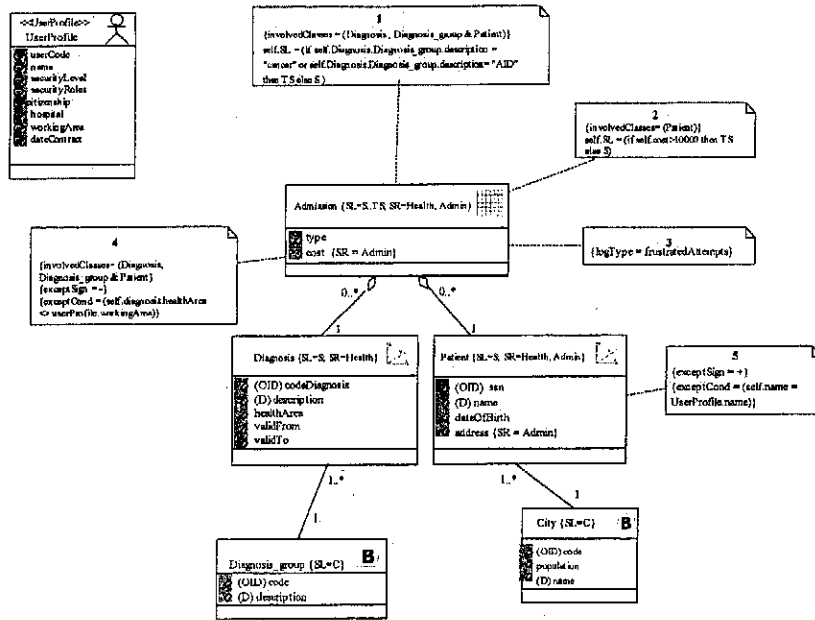 <<UserProfile>>
UserProfile
userCode
name
securityLevel
securityRoles
citizenship
hospital
workingArea
dateContract
1
{involvedClasses = (Diagnosis, Diagnosis_group & Patient)}
self.SL = (if self.Diagnosis.Diagnosis_group.description =
"cancer" or self.Diagnosis.Diagnosis_group.description= "AID"
then TS else S )
2
{involvedClasses= (Patient)}
self.SL = (if self.cost>10000 then TS
else S)
Admission {SL=S..TS, SR=Health, Admin}
type
cost {SR = Admin}
3
{logType = frustratedAttempts}
4
{involvedClasses= (Diagnosis,
Diagnosis_group & Patient}
{exceptSign = -}
{exceptCond = (self.diagnosis.healthArea
<> userProfile.workingArea)}
0..*
0..*
1
1
Diagnosis {SL=S, SR=Health}
(OID) codeDiagnosis
(D) description
healthArea
validFrom
validTo
Patient {SL=S, SR=Health, Admin}
(OID) ssn
(D) name
dateOfBirth
address {SR = Admin}
5
{exceptSign = +}
{exceptCond = (self.name =
UserProfile.name)}
1..*
1..*
1
1
Diagnosis_group {SL=C} B
(OID) code
(D) description
City {SL=C} B
(OID) code
population
(D) name